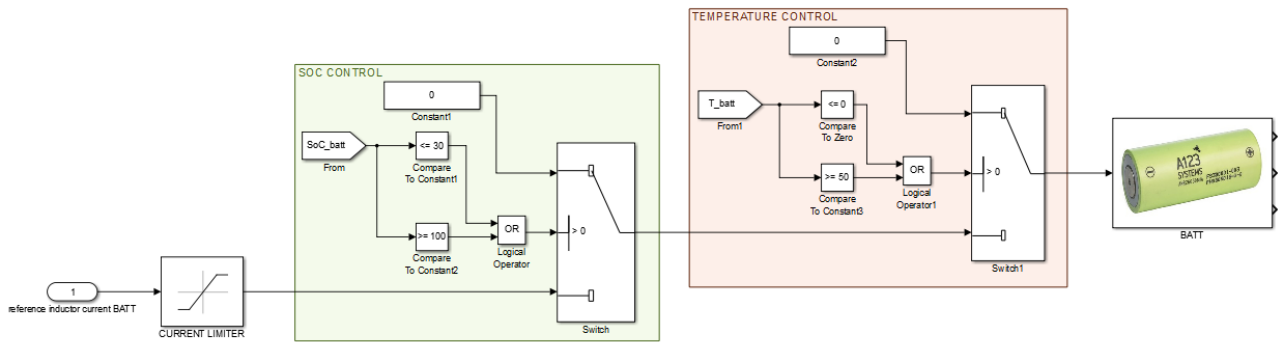 TEMPERATURE CONTROL
0
Constant2
T_batt
From1
<= 0
Compare
To Zero
>= 50
Compare
To Constant3
OR
Logical
Operator1
> 0
Switch1
A123
SYSTEMS
BATT
SOC CONTROL
0
Constant1
SoC_batt
From
<= 30
Compare
To Constant1
>= 100
Compare
To Constant2
OR
Logical
Operator
> 0
Switch
1
reference inductor current BATT
CURRENT LIMITER